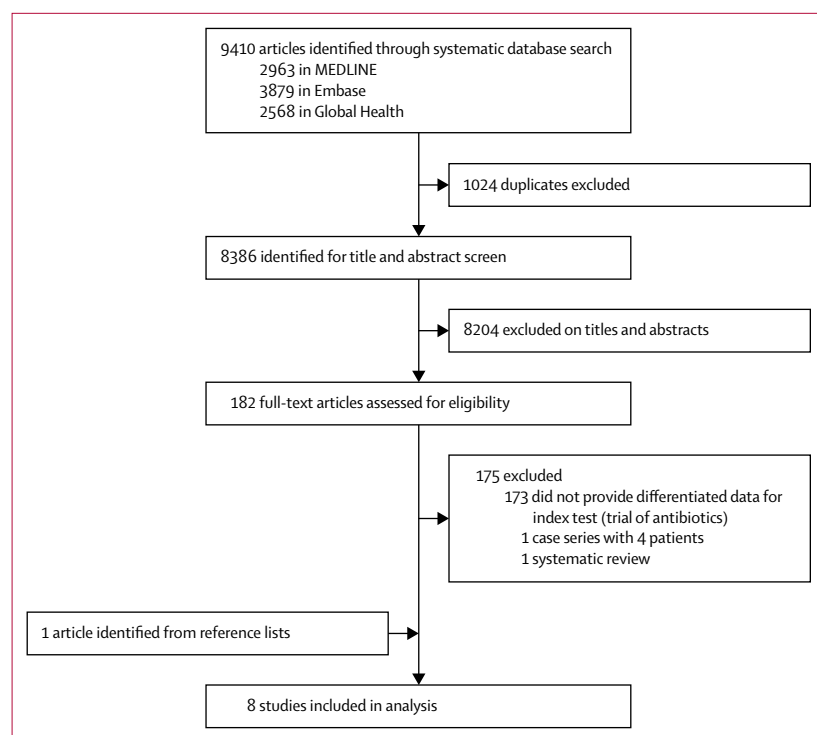 9410 articles identified through systematic database search
2963 in MEDLINE
3879 in Embase
2568 in Global Health
1024 duplicates excluded
8386 identified for title and abstract screen
8204 excluded on titles and abstracts
182 full-text articles assessed for eligibility
175 excluded
173 did not provide differentiated data for
index test (trial of antibiotics)
1 case series with 4 patients
1 systematic review
1 article identified from reference lists
8 studies included in analysis